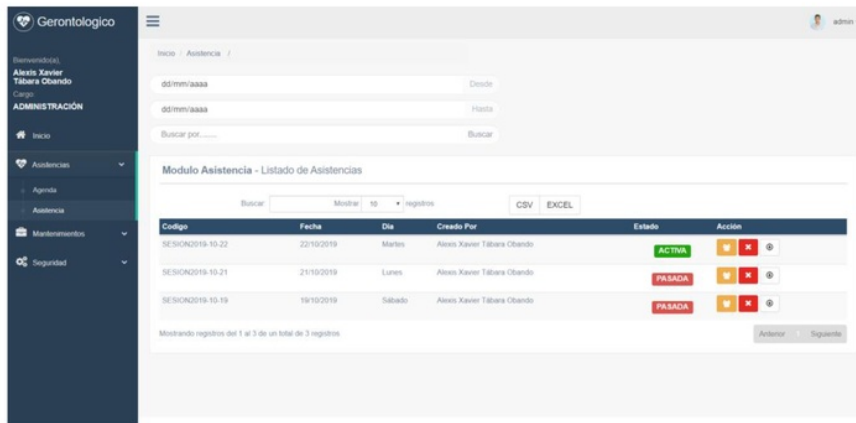 Gerontologico
admin
Bienvenido(a),
Alexis Xavier
Tábara Obando
Cargo:
ADMINISTRACIÓN
Inicio
Asistencias
Agenda
Asistencia
Mantenimientos
Seguridad
Inicio / Asistencia /
dd/mm/aaaa Desde
dd/mm/aaaa Hasta
Buscar por........ Buscar
Modulo Asistencia - Listado de Asistencias
Buscar: Mostrar 10 registros CSV EXCEL
Codigo Fecha Dia Creado Por Estado Acción
SESION2019-10-22 22/10/2019 Martes Alexis Xavier Tábara Obando ACTIVA
SESION2019-10-21 21/10/2019 Lunes Alexis Xavier Tábara Obando PASADA
SESION2019-10-19 19/10/2019 Sábado Alexis Xavier Tábara Obando PASADA
Mostrando registros del 1 al 3 de un total de 3 registros Anterior 1 Siguiente